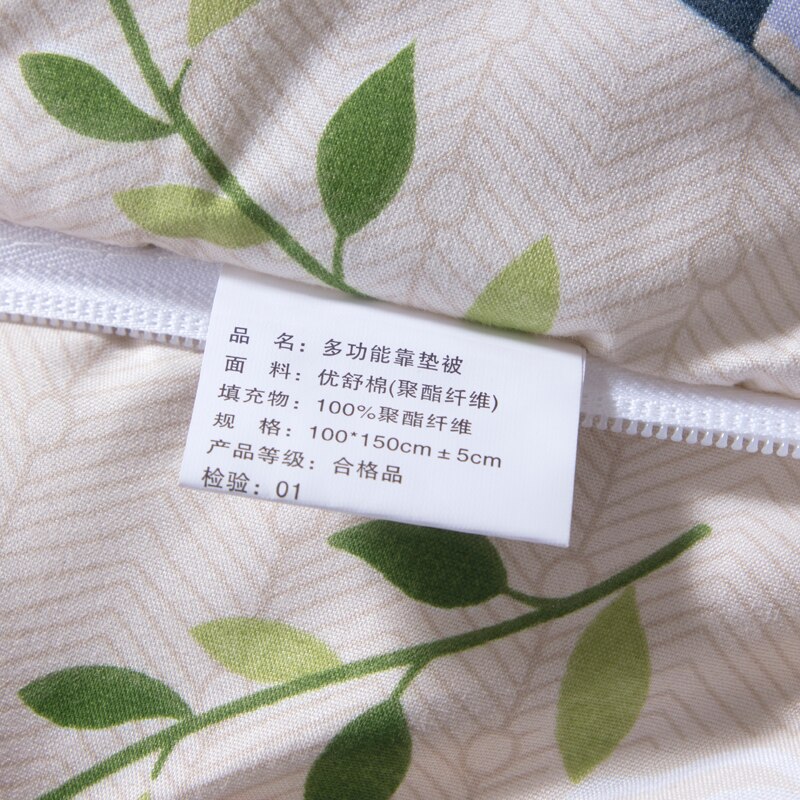 品 名：多功能靠垫被
面 料：优舒棉(聚酯纤维)
填充物：100%聚酯纤维
规 格：100*150cm±5cm
产品等级：合格品
检验：01